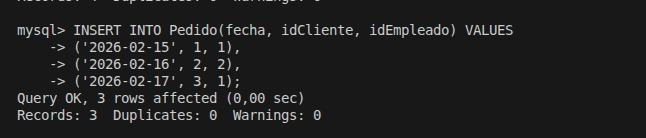 mysql> INSERT INTO Pedido(fecha, idCliente, idEmpleado) VALUES
    -> ('2026-02-15', 1, 1),
    -> ('2026-02-16', 2, 2),
    -> ('2026-02-17', 3, 1);
Query OK, 3 rows affected (0,00 sec)
Records: 3  Duplicates: 0  Warnings: 0